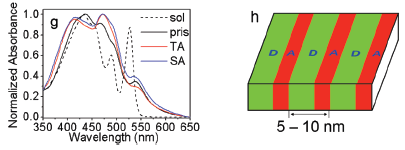 g
Normalized Absorbance
1.0
0.8
0.6
0.4
0.2
0.0
350 400 450 500 550 600 650
Wavelength (nm)
sol
pris
TA
SA
h
D A D A D A
5 – 10 nm